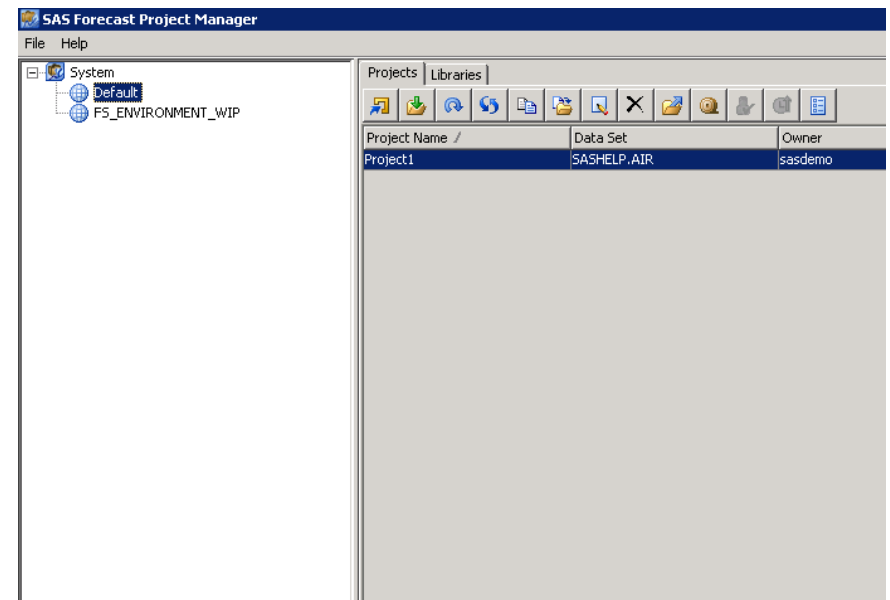 SAS Forecast Project Manager
File Help
System
Default
FS_ENVIRONMENT_WIP
Projects Libraries
Project Name / Data Set Owner
Project1 SASHELP.AIR sasdemo